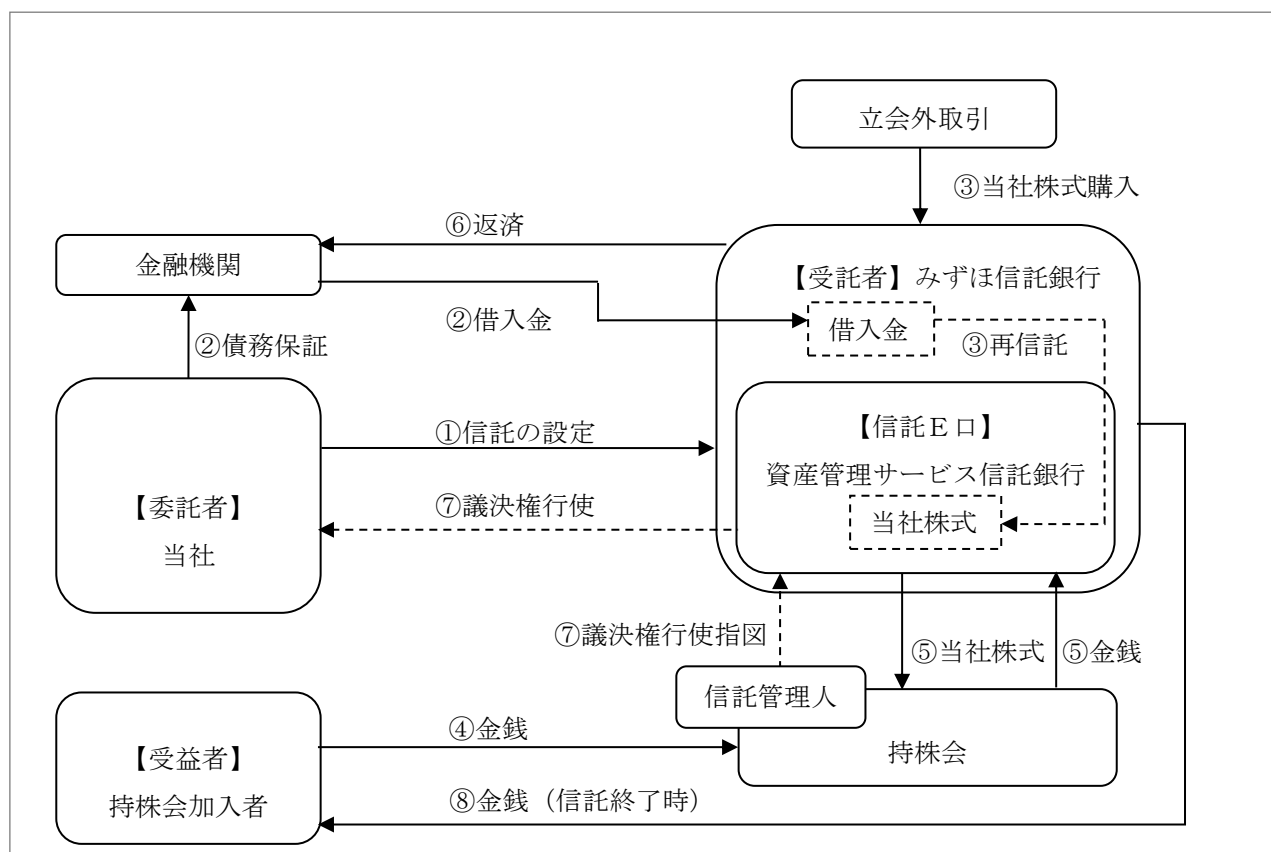 立会外取引
③当社株式購入
⑥返済
金融機関
【受託者】みずほ信託銀行
②借入金
借入金
③再信託
②債務保証
①信託の設定
【信託Ｅ口】
資産管理サービス信託銀行
⑦議決権行使
当社株式
【委託者】
当社
⑦議決権行使指図
⑤当社株式
⑤金銭
信託管理人
④金銭
持株会
【受益者】
持株会加入者
⑧金銭（信託終了時）